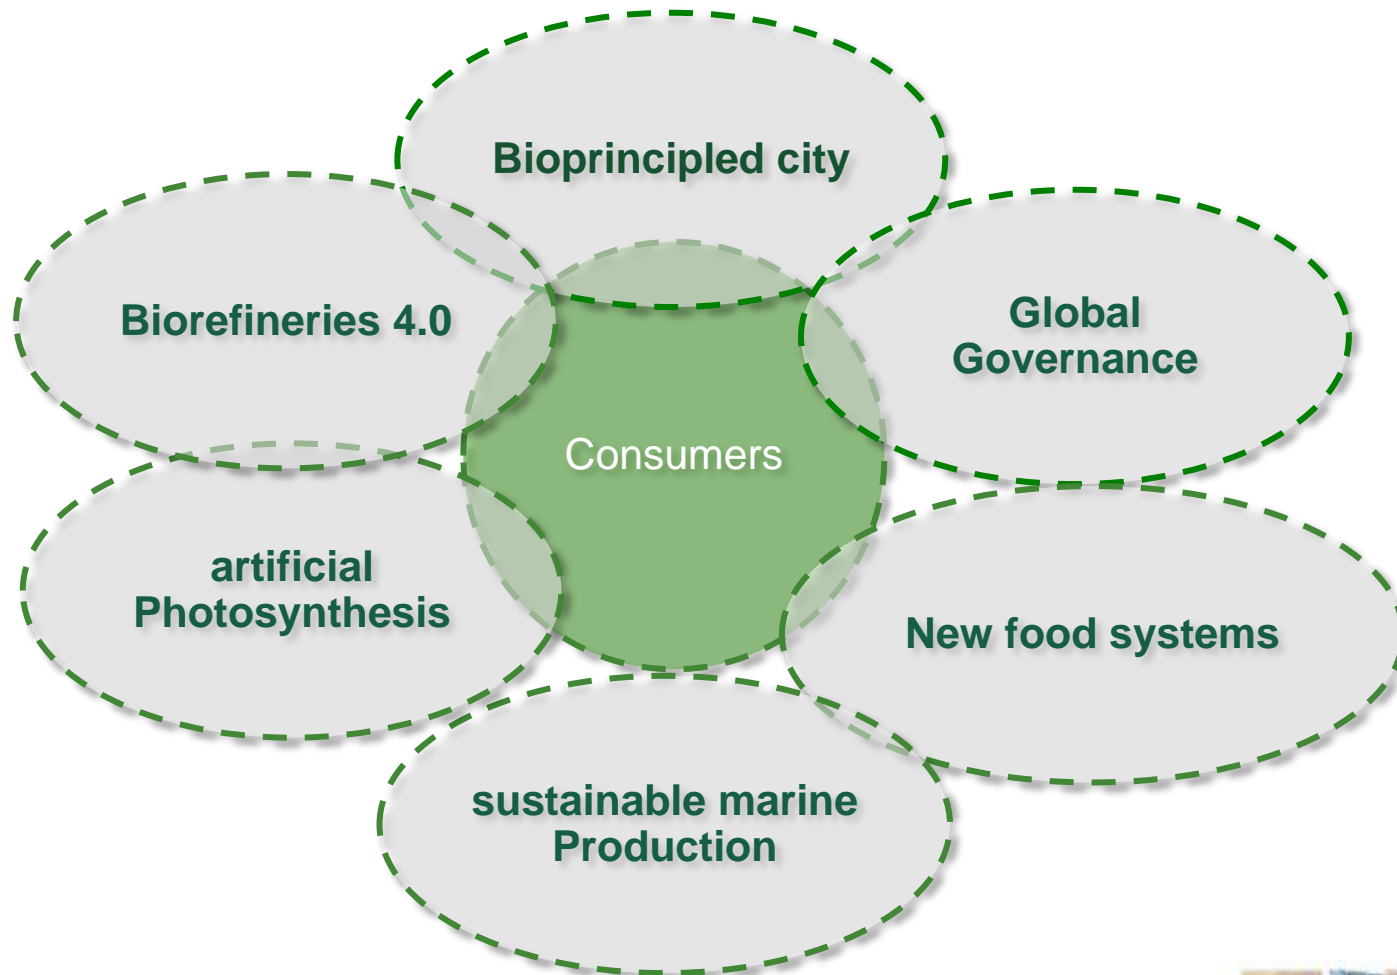 Bioprincipled city
Biorefineries 4.0
Global
Governance
Consumers
artificial
Photosynthesis
New food systems
sustainable marine
Production